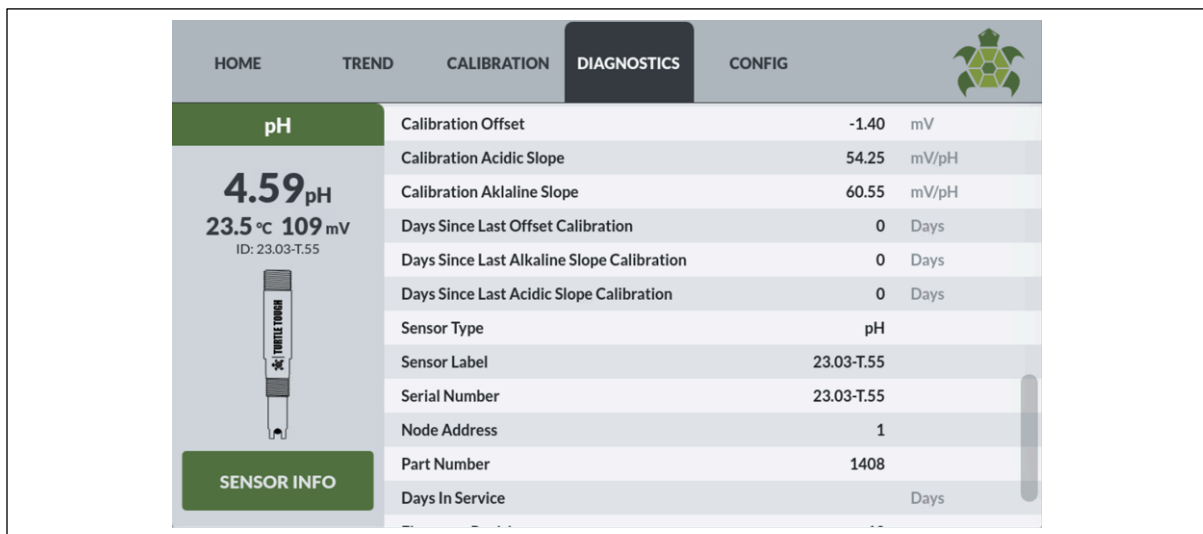 HOME TREND CALIBRATION DIAGNOSTICS CONFIG
pH
4.59 pH
23.5 °C 109 mV
ID: 23.03-T.55
TURTLE TOUGH
SENSOR INFO
Calibration Offset -1.40 mV
Calibration Acidic Slope 54.25 mV/pH
Calibration Aklaline Slope 60.55 mV/pH
Days Since Last Offset Calibration 0 Days
Days Since Last Alkaline Slope Calibration 0 Days
Days Since Last Acidic Slope Calibration 0 Days
Sensor Type pH
Sensor Label 23.03-T.55
Serial Number 23.03-T.55
Node Address 1
Part Number 1408
Days In Service Days